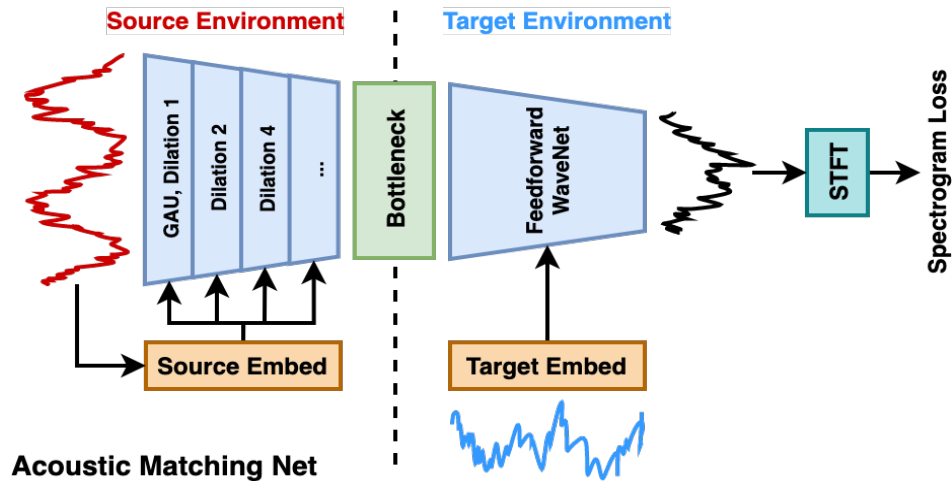 Source Environment
Target Environment
GAU, Dilation 1
Dilation 2
Dilation 4
...
Bottleneck
Feedforward
WaveNet
STFT
Spectrogram Loss
Source Embed
Target Embed
Acoustic Matching Net